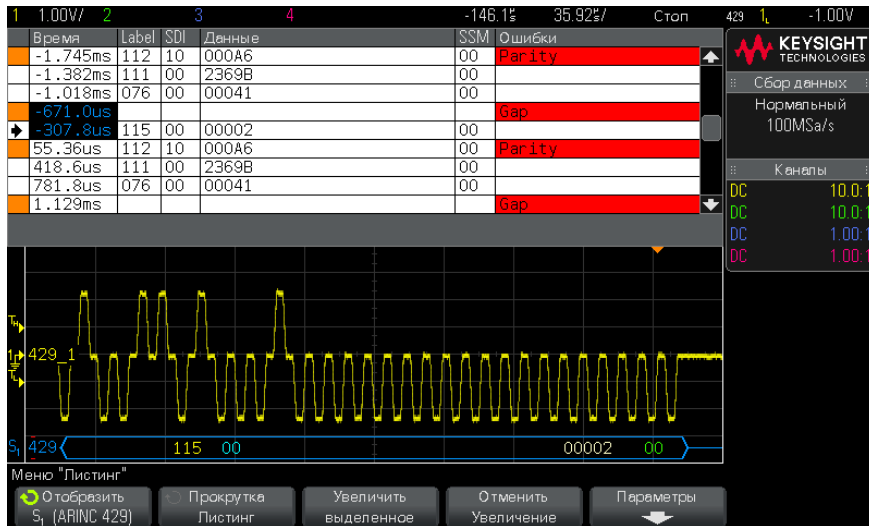 1 1.00V/ 2 3 4 -146.1us 35.92us/ Стоп 429 1 -1.00V
Время Label SDI Данные SSM Ошибки
-1.745ms 112 10 000A6 00 Parity
-1.382ms 111 00 2369B 00
-1.018ms 076 00 00041 00
-671.0us Gap
-307.8us 115 00 00002 00
55.36us 112 10 000A6 00 Parity
418.6us 111 00 2369B 00
781.8us 076 00 00041 00
1.129ms Gap
KEYSIGHT
TECHNOLOGIES
Сбор данных
Нормальный
100MSa/s
Каналы
DC 10.0:1
DC 10.0:1
DC 1.00:1
DC 1.00:1
TH
1 429_1
TL
S1 429 115 00 00002 00
Меню "Листинг"
Отобразить
S1 (ARINC 429)
Прокрутка
Листинг
Увеличить
выделенное
Отменить
Увеличение
Параметры